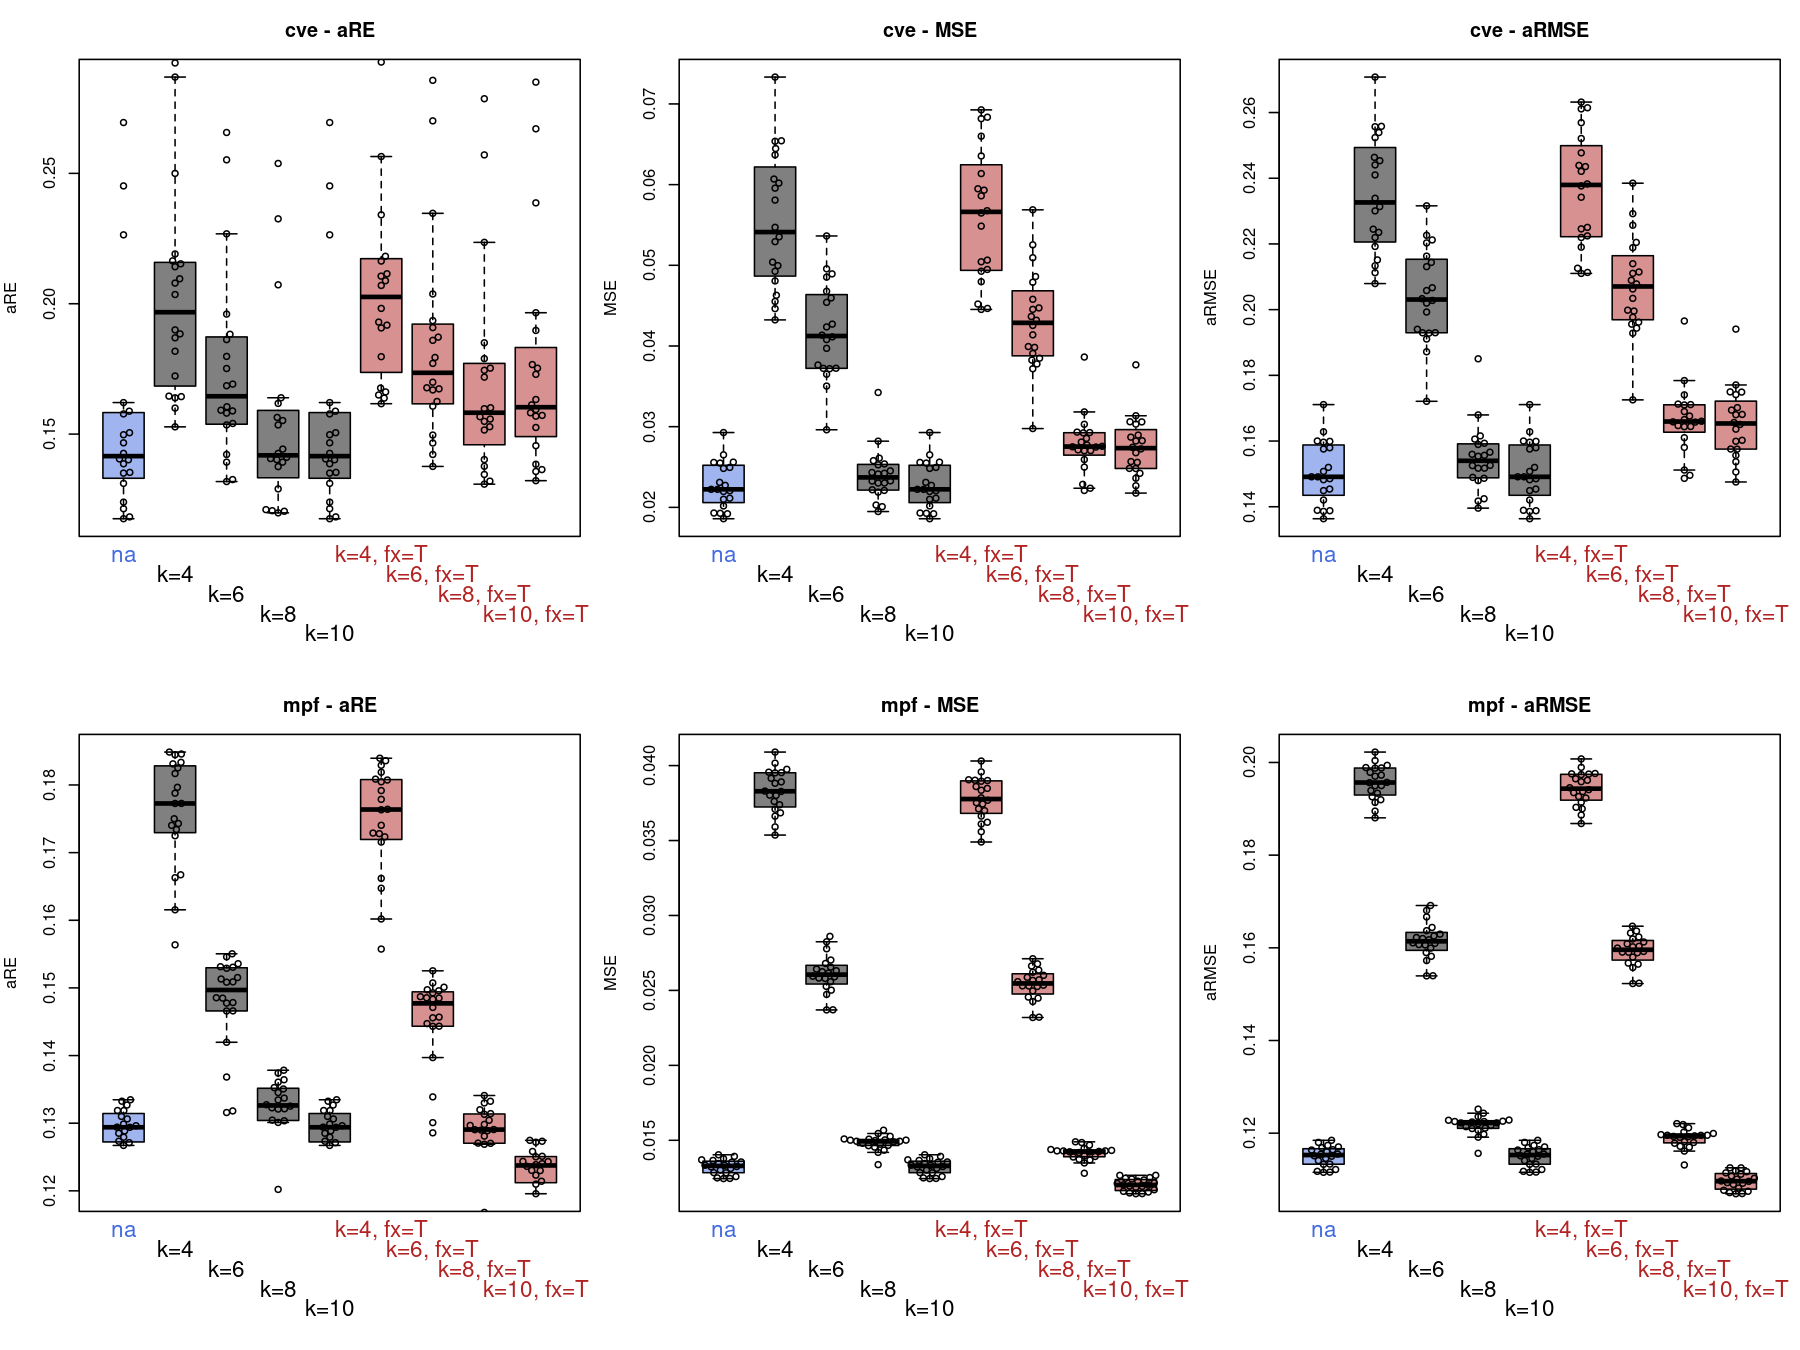 cve - aRE
aRE
0.15 0.20 0.25
na
k=4
k=6
k=8
k=10
k=4, fx=T
k=6, fx=T
k=8, fx=T
k=10, fx=T
cve - MSE
MSE
0.02 0.03 0.04 0.05 0.06 0.07
na
k=4
k=6
k=8
k=10
k=4, fx=T
k=6, fx=T
k=8, fx=T
k=10, fx=T
cve - aRMSE
aRMSE
0.14 0.16 0.18 0.20 0.22 0.24 0.26
na
k=4
k=6
k=8
k=10
k=4, fx=T
k=6, fx=T
k=8, fx=T
k=10, fx=T
mpf - aRE
aRE
0.12 0.13 0.14 0.15 0.16 0.17 0.18
na
k=4
k=6
k=8
k=10
k=4, fx=T
k=6, fx=T
k=8, fx=T
k=10, fx=T
mpf - MSE
MSE
0.015 0.020 0.025 0.030 0.035 0.040
na
k=4
k=6
k=8
k=10
k=4, fx=T
k=6, fx=T
k=8, fx=T
k=10, fx=T
mpf - aRMSE
aRMSE
0.12 0.14 0.16 0.18 0.20
na
k=4
k=6
k=8
k=10
k=4, fx=T
k=6, fx=T
k=8, fx=T
k=10, fx=T